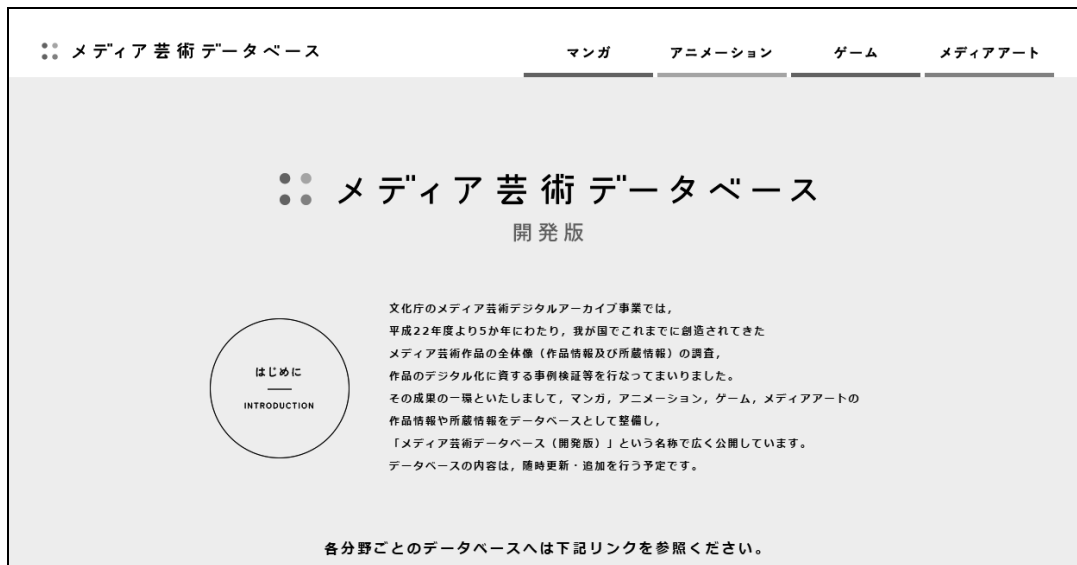 メディア芸術データベース
マンガ アニメーション ゲーム メディアアート
メディア芸術データベース
開発版
はじめに
INTRODUCTION
文化庁のメディア芸術デジタルアーカイブ事業では，
平成22年度より5か年にわたり，我が国でこれまでに創造されてきた
メディア芸術作品の全体像（作品情報及び所蔵情報）の調査，
作品のデジタル化に資する事例検証等を行なってまいりました。
その成果の一環といたしまして，マンガ，アニメーション，ゲーム，メディアアートの
作品情報や所蔵情報をデータベースとして整備し，
「メディア芸術データベース（開発版）」という名称で広く公開しています。
データベースの内容は，随時更新・追加を行う予定です。
各分野ごとのデータベースへは下記リンクを参照ください。